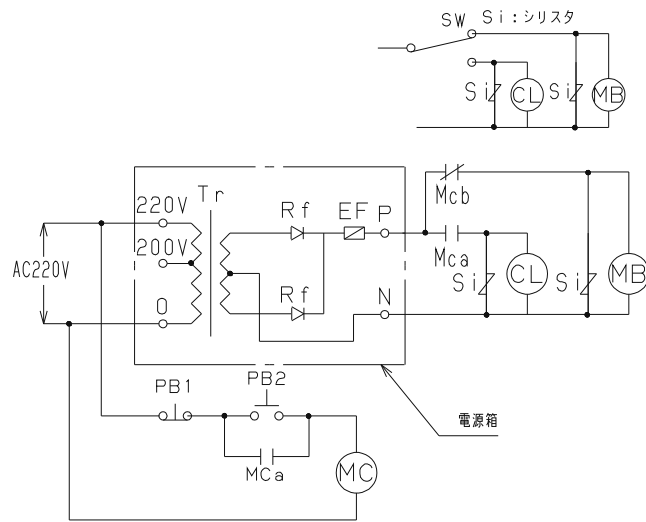 SW Si：シリスタ
Si CL Si MB
220V Tr
Rf EF P
Mcb
200V
Mca
AC220V
Si CL Si MB
Rf N
O
PB1 PB2
電源箱
MCa MC